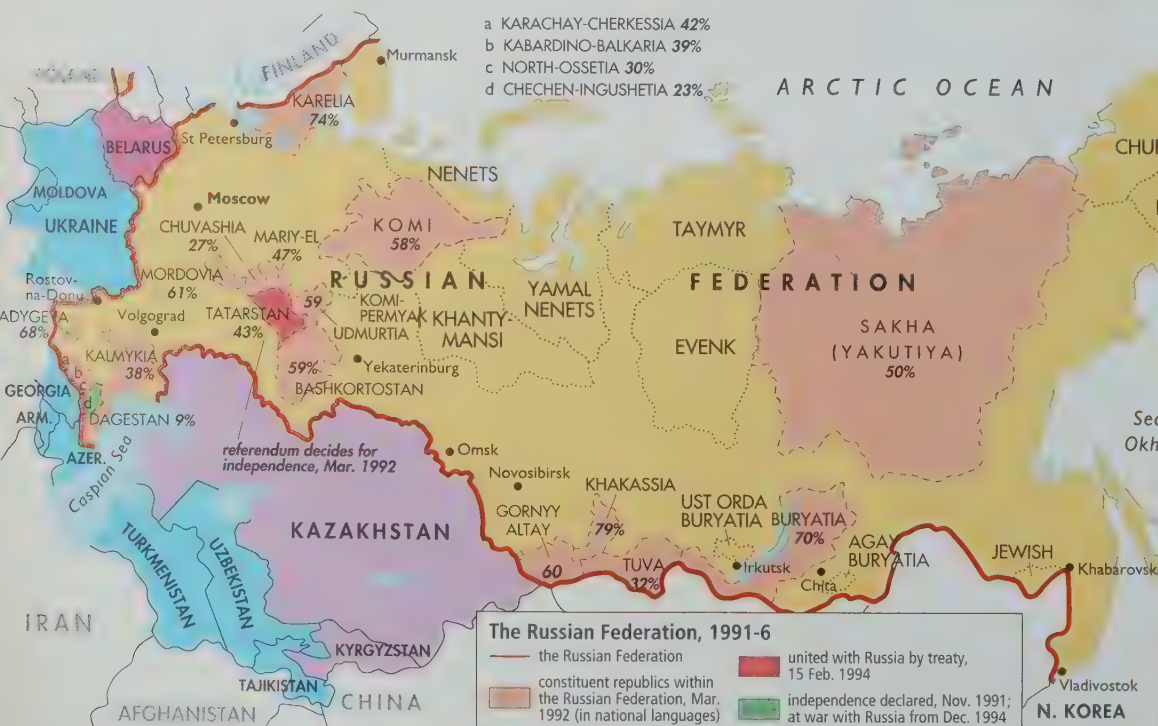 a KARACHAY-CHERKESSIA 42%
b KABARDINO-BALKARIA 39%
c NORTH-OSSETIA 30%
d CHECHEN-INGUSHETIA 23%
ARCTIC OCEAN
FINLAND
Murmansk
KARELIA
74%
St Petersburg
BELARUS
MOLDOVA
UKRAINE
Moscow
NENETS
KOMI
58%
TAYMYR
CHUVASHIA
27%
MARIY-EL
47%
MORDOVIA
61%
RUSSIAN
FEDERATION
YAMAL
NENETS
Rostov-
na-Donu
ADYGEYA
68%
Volgograd
TATARSTAN
43%
59
KOMI-
PERMYAK
UDMURTIA
KHANTY-
MANSI
EVENK
SAKHA
(YAKUTIYA)
50%
KALMYKIA
38%
59%
BASHKORTOSTAN
Yekaterinburg
a
b
c
d
GEORGIA
ARM.
AZER.
DAGESTAN 9%
Caspian Sea
referendum decides for
independence, Mar. 1992
Omsk
Novosibirsk
GORNYY
ALTAY
60
KHAKASSIA
79%
TUVA
32%
UST ORDA
BURYATIA
BURYATIA
70%
Irkutsk
Chita
AGAY
BURYATIA
JEWISH
Khabarovsk
KAZAKHSTAN
TURKMENISTAN
UZBEKISTAN
IRAN
KYRGYZSTAN
TAJIKISTAN
AFGHANISTAN
CHINA
Vladivostok
N. KOREA
The Russian Federation, 1991-6
the Russian Federation
constituent republics within
the Russian Federation, Mar.
1992 (in national languages)
united with Russia by treaty,
15 Feb. 1994
independence declared, Nov. 1991;
at war with Russia from Dec. 1994